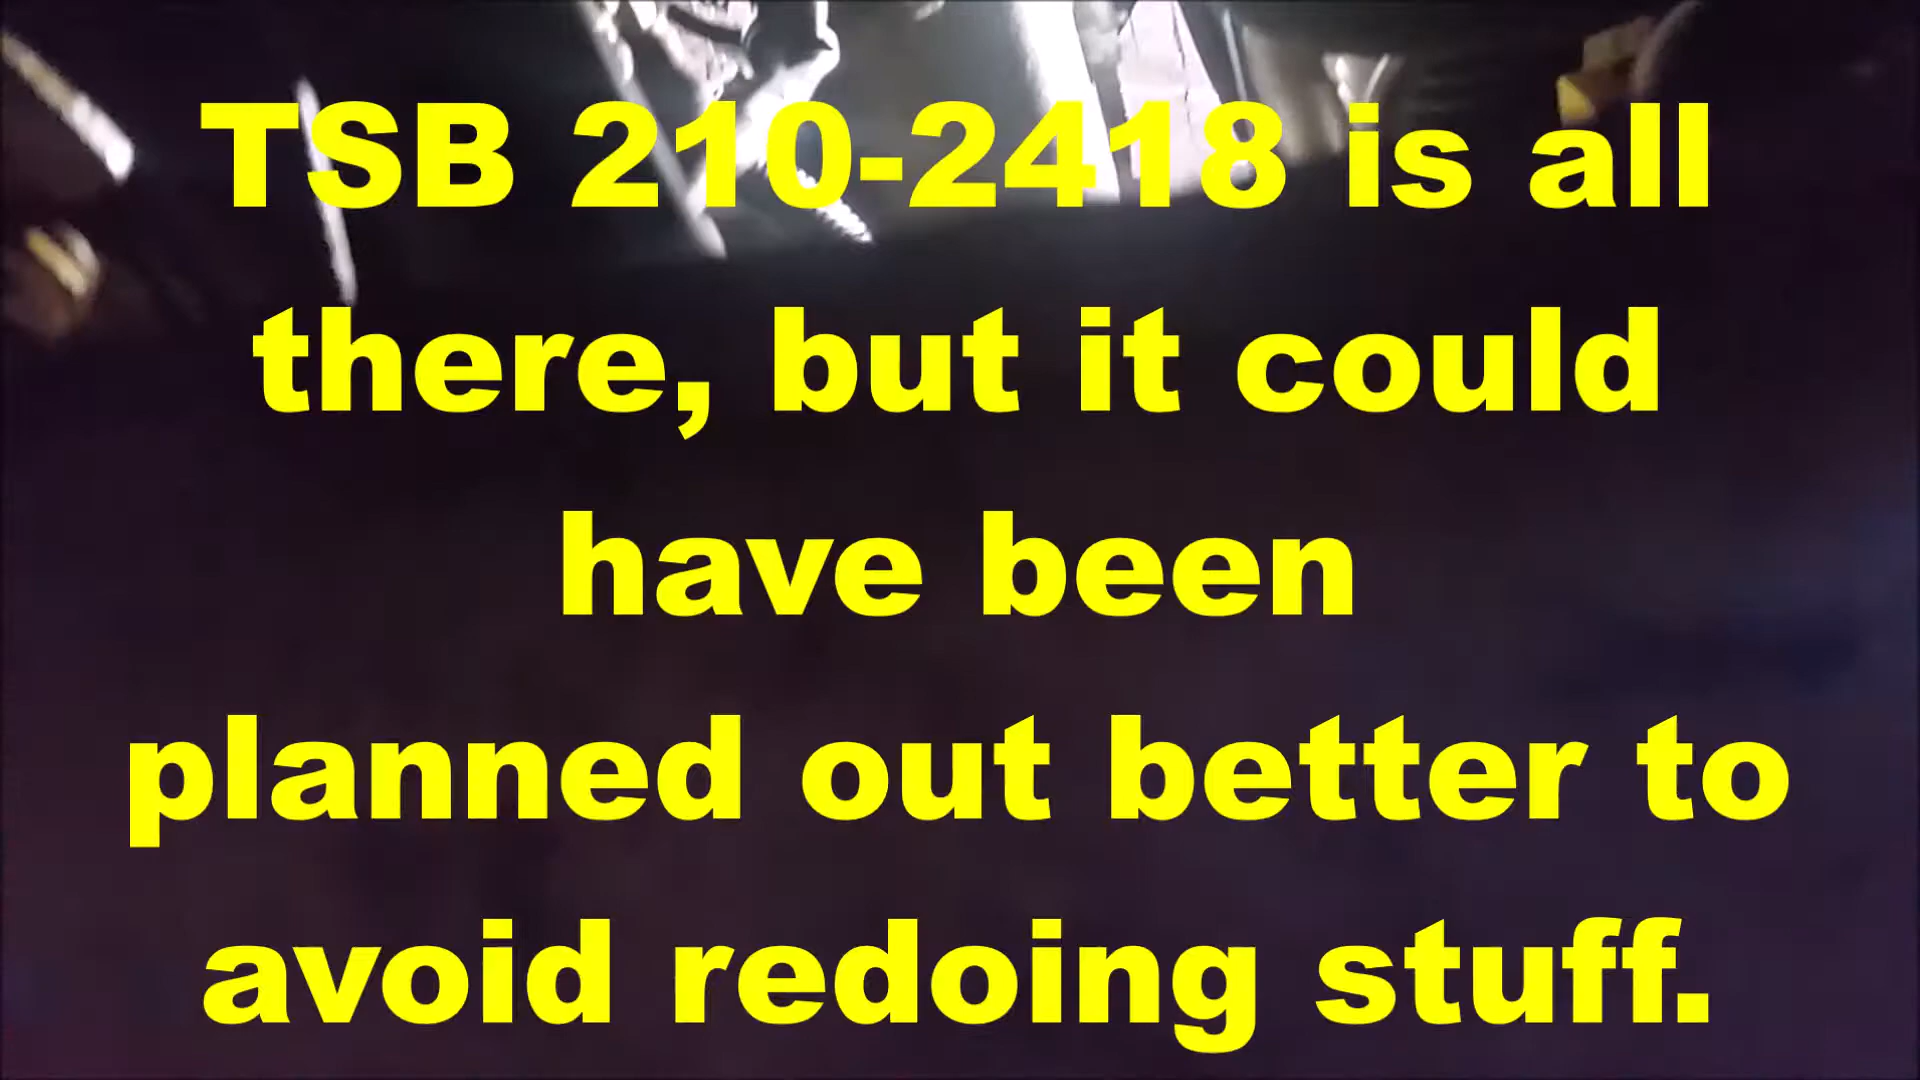 TSB 210-2418 is all
there, but it could
have been
planned out better to
avoid redoing stuff.